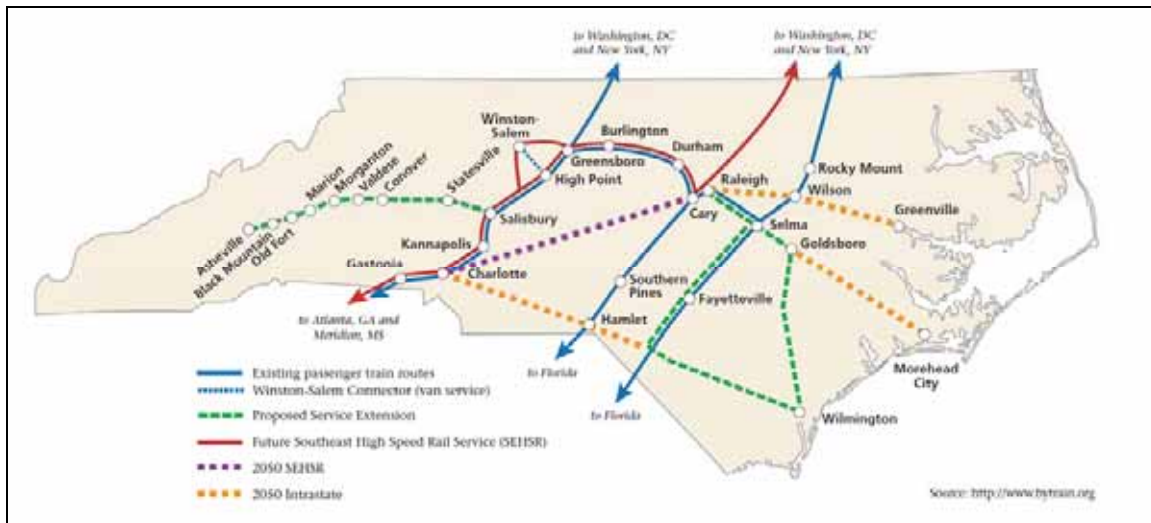 to Washington, DC
and New York, NY
to Washington, DC
and New York, NY
Winston-
Salem
Burlington
Durham
Greensboro
High Point
Raleigh
Cary
Rocky Mount
Wilson
Greenville
Selma
Goldsboro
Statesville
Conover
Valdese
Morganton
Marion
Old Fort
Black Mountain
Asheville
Salisbury
Kannapolis
Gastonia
Charlotte
Southern
Pines
Fayetteville
Hamlet
to Atlanta, GA and
Meridian, MS
to Florida
to Florida
Morehead
City
Wilmington
Existing passenger train routes
Winston-Salem Connector (van service)
Proposed Service Extension
Future Southeast High Speed Rail Service (SEHSR)
2050 SEHSR
2050 Intrastate
Source: http://www.bytrain.org